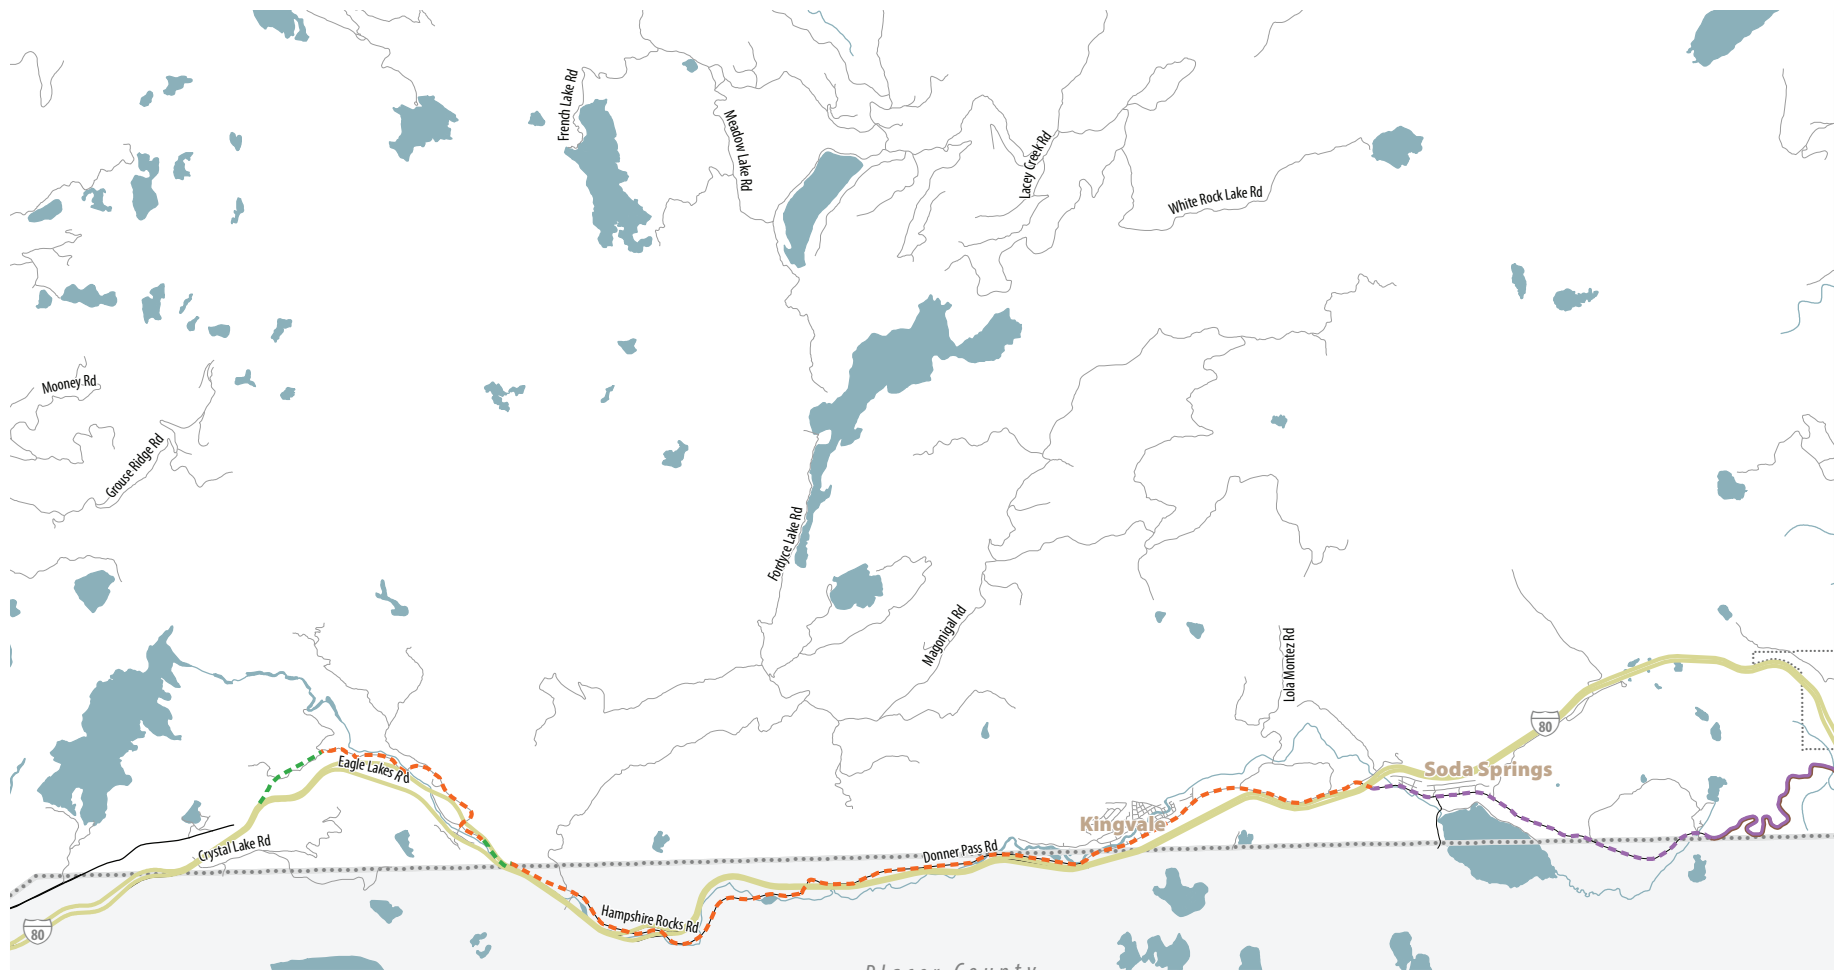 French Lake Rd
Meadow Lake Rd
Lacey Creek Rd
White Rock Lake Rd
Mooney Rd
Grouse Ridge Rd
Fordyce Lake Rd
Magonigal Rd
Lola Montez Rd
80
Eagle Lakes Rd
Soda Springs
Kingvale
Crystal Lake Rd
Donner Pass Rd
Hampshire Rocks Rd
80
Placer County